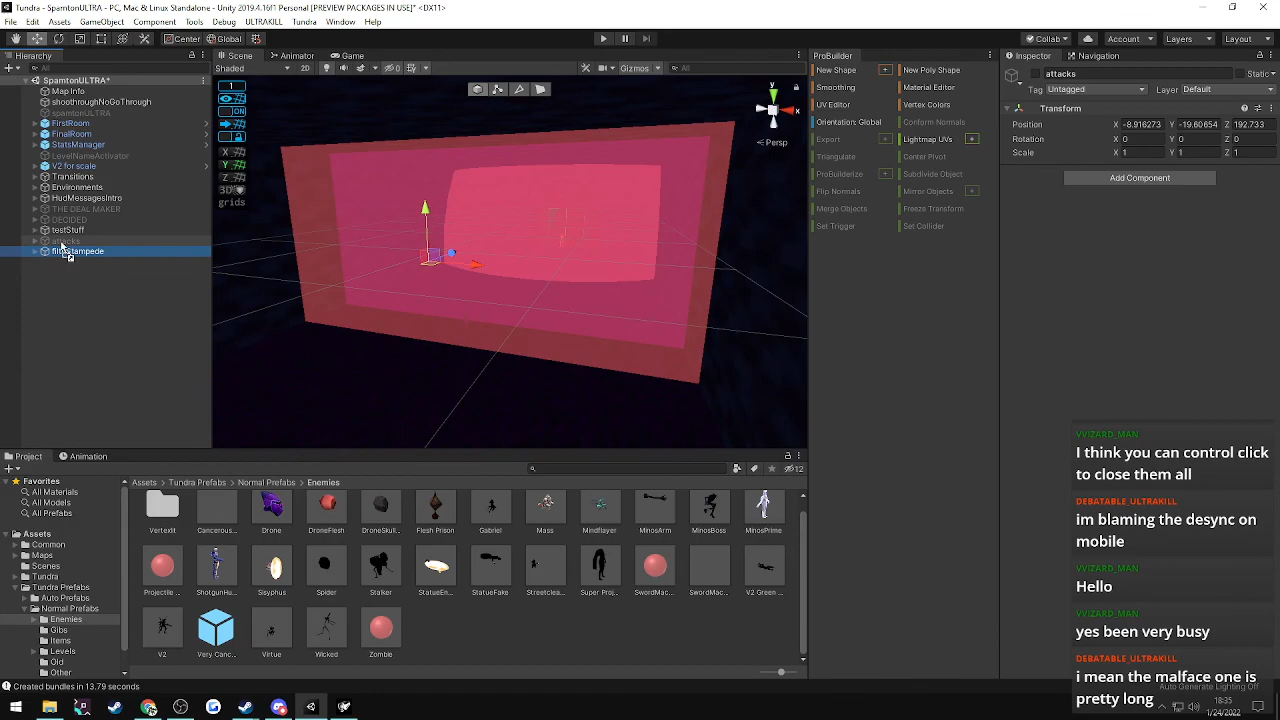 Tundra - SpamtonULTRA - PC, Mac & Linux Standalone - 2019.4.16f1 Personal [PREVIEW PACKAGES IN USE]* <DX11>
File Edit Assets GameObject Component Tools Debug ULTRAKILL Tundra Window Help
Center Global Collab Account Layers Layout
Hierarchy
All
SpamtonULTRA*
Map Info
shoothroughNoGoThrough
spamtonULTRA
FirstRoom
FinalRoom
StatsManager
LevelNameActivator
V2 for scale
Transitions
Environments
HudMessagesIntro
THE DEAL MAKER
DECIDED
testStuff
attacks
Scene Animator Game
Shaded 2D 0 Gizmos All
1
ON
X
Y
Z
3D
grids
y
x
Persp
ProBuilder
New Shape New Poly Shape
Smoothing Material Editor
UV Editor Vertex Colors
Orientation: Global Conform Normals
Export Lightmap UVs
Triangulate Center Pivot
ProBuilderize Subdivide Object
Flip Normals Mirror Objects
Merge Objects Freeze Transform
Set Trigger Set Collider
Inspector Navigation
attacks Static
Tag Untagged Layer Default
Transform
Position X -8.916273 Y -19.60654 Z 192.733
Rotation X 0 Y 0 Z 0
Scale X 1 Y 1 Z 1
Add Component
Project Animation
12
Favorites
All Materials
All Models
All Prefabs
Assets
Common
Maps
Scenes
Tundra
Tundra Prefabs
Auto Prefabs
Normal Prefabs
Enemies
Gibs
Items
Levels
Old
Other
Assets > Tundra Prefabs > Normal Prefabs > Enemies
Vertexit Cancerous... Drone DroneFlesh DroneSkull... Flesh Prison Gabriel Mass Mindflayer MinosArm MinosBoss MinosPrime
Projectile ... ShotgunHu... Sisyphus Spider Stalker StatueEn... StatueFake Streetclea... Super Proj... SwordMac... SwordMac... V2 Green ...
V2 Very Canc... Virtue Wicked Zombie
VVIZARD_MAN
I think you can control click
to close them all
DEBATABLE_ULTRAKILL
im blaming the desync on
mobile
VVIZARD_MAN
Hello
VVIZARD_MAN
yes been very busy
DEBATABLE_ULTRAKILL
i mean the malface one is
pretty long
Auto Generate Lighting Off
Created bundles in 13.79 seconds
18:35
1/24/2022